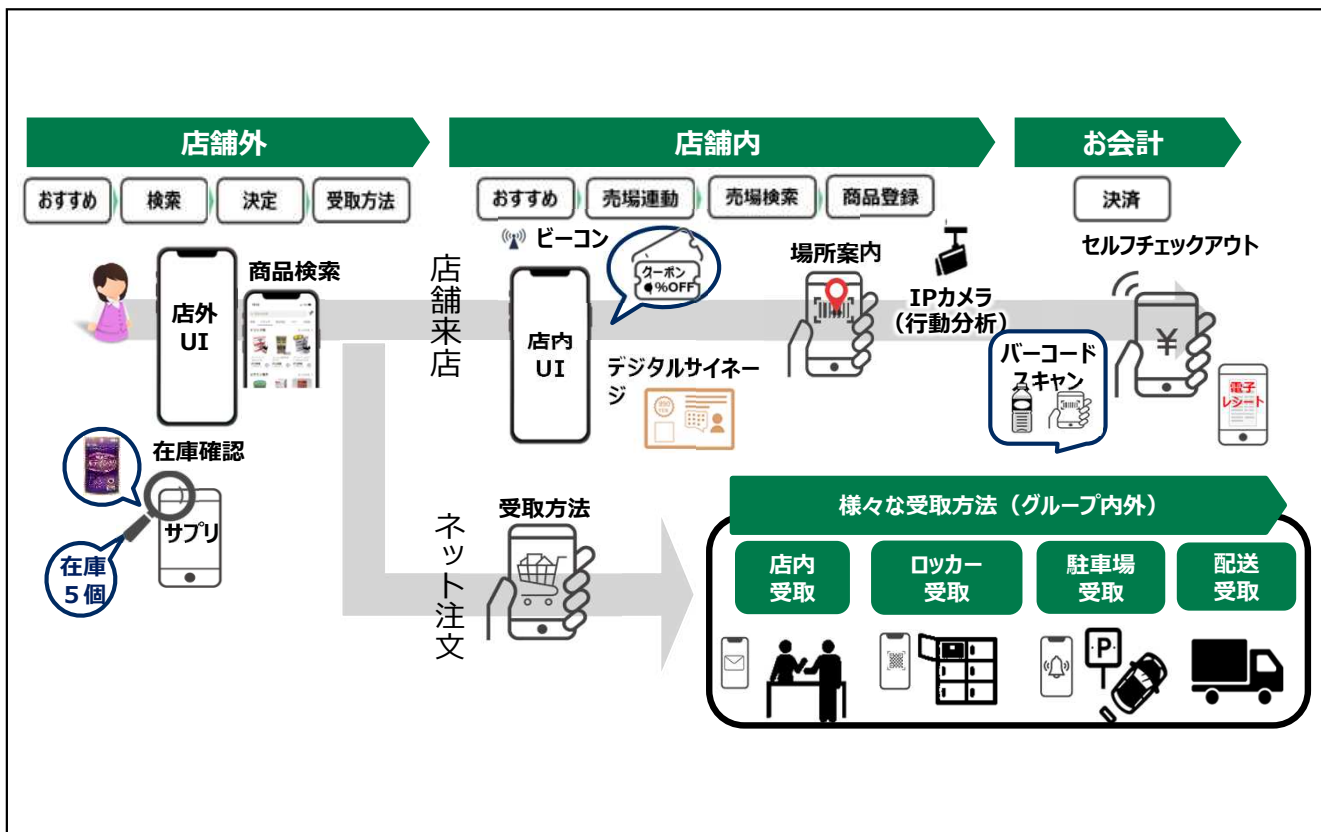 店舗外
店舗内
お会計
おすすめ
検索
決定
受取方法
おすすめ
売場連動
売場検索
商品登録
決済
ビーコン
セルフチェックアウト
商品検索
店外
UI
店舗来店
店内
UI
クーポン
%OFF
場所案内
IPカメラ
（行動分析）
デジタルサイネー
ジ
バーコード
スキャン
¥
電子
レシート
在庫確認
サプリ
在庫
５個
ネット注文
受取方法
様々な受取方法（グループ内外）
店内
受取
ロッカー
受取
駐車場
受取
配送
受取
P